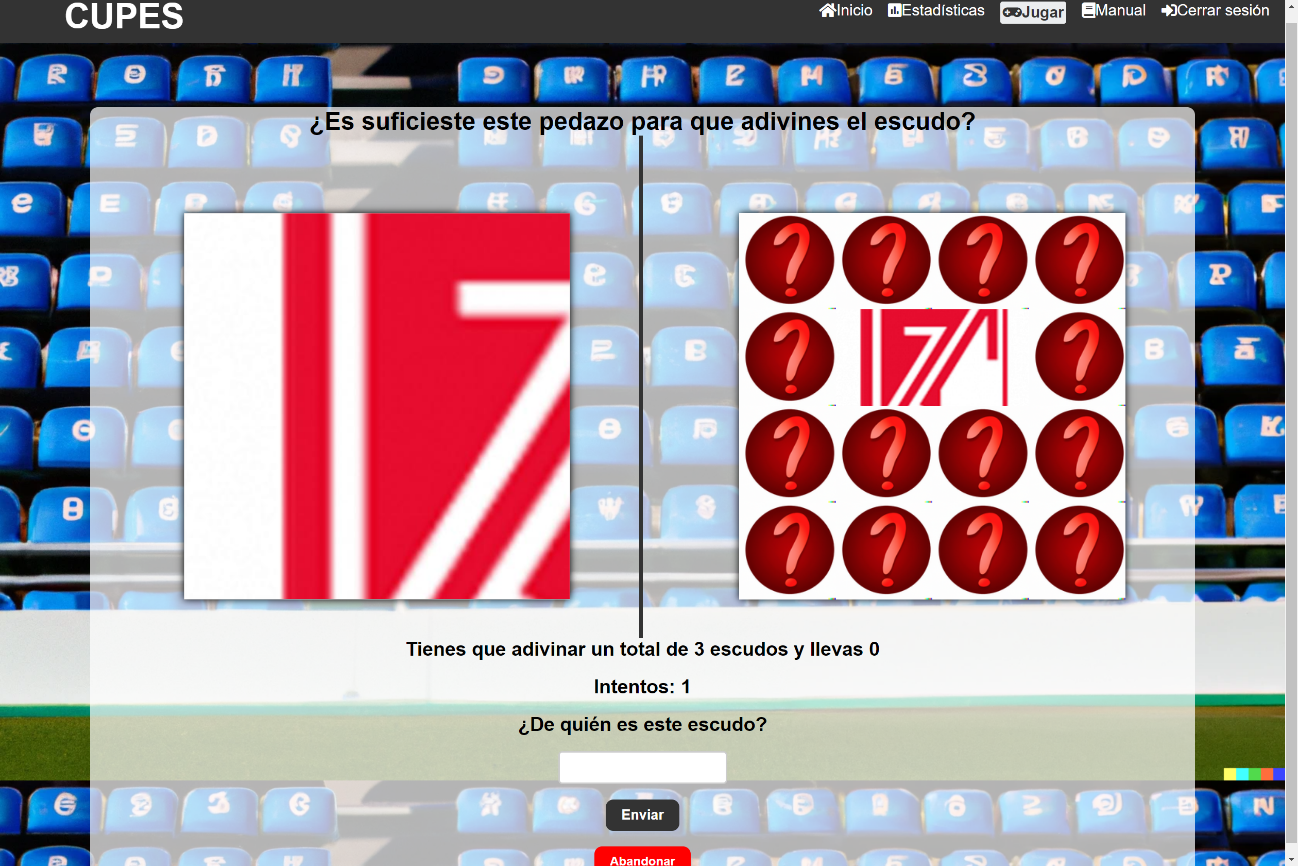 CUPES
Inicio
Estadísticas
Jugar
Manual
Cerrar sesión
¿Es suficieste este pedazo para que adivines el escudo?
Tienes que adivinar un total de 3 escudos y llevas 0
Intentos: 1
¿De quién es este escudo?
Enviar
Abandonar